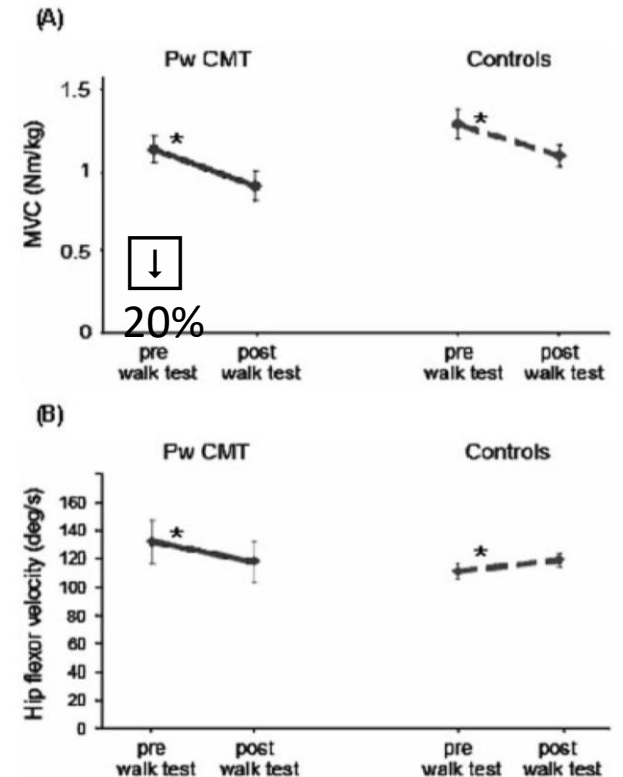 (A)
Pw CMT Controls
MVC (Nm/kg)
1.5
*
*
1
0.5
↓
20%
0
pre post pre post
walk test walk test walk test walk test
(B)
Pw CMT Controls
Hip flexor velocity (deg/s)
160
140
*
*
120
100
80
60
40
20
0
pre post pre post
walk test walk test walk test walk test